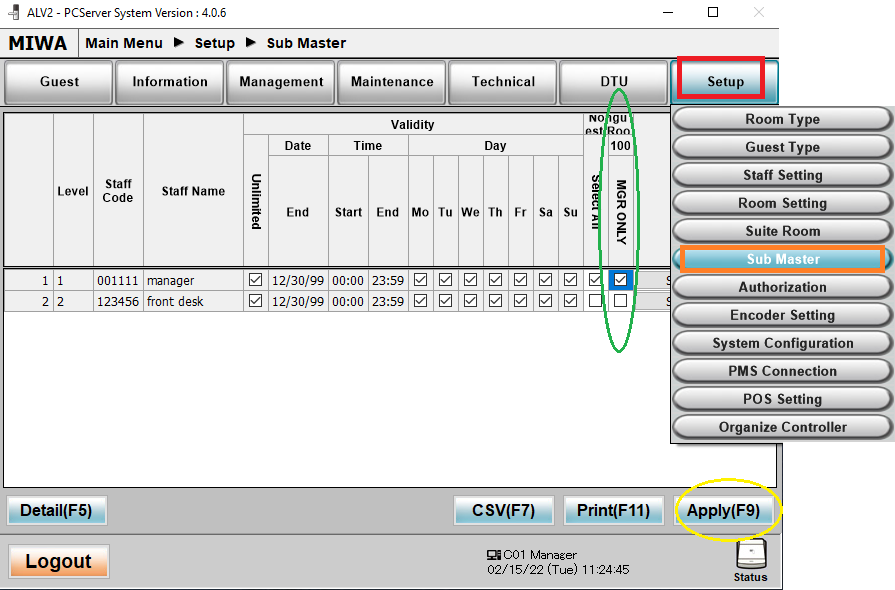 ALV2 - PCServer System Version : 4.0.6
MIWA Main Menu ▶ Setup ▶ Sub Master
Guest Information Management Maintenance Technical DTU Setup
Room Type
Guest Type
Staff Setting
Room Setting
Suite Room
Sub Master
Authorization
Encoder Setting
System Configuration
PMS Connection
POS Setting
Organize Controller
Validity
Nongu
est Roo
Date Time Day 100
Level Staff Code Staff Name Unlimited End Start End Mo Tu We Th Fr Sa Su Select All MGR ONLY
1 1 001111 manager 12/30/99 00:00 23:59
2 2 123456 front desk 12/30/99 00:00 23:59
Detail(F5) CSV(F7) Print(F11) Apply(F9)
Logout
C01 Manager
02/15/22 (Tue) 11:24:45
Status